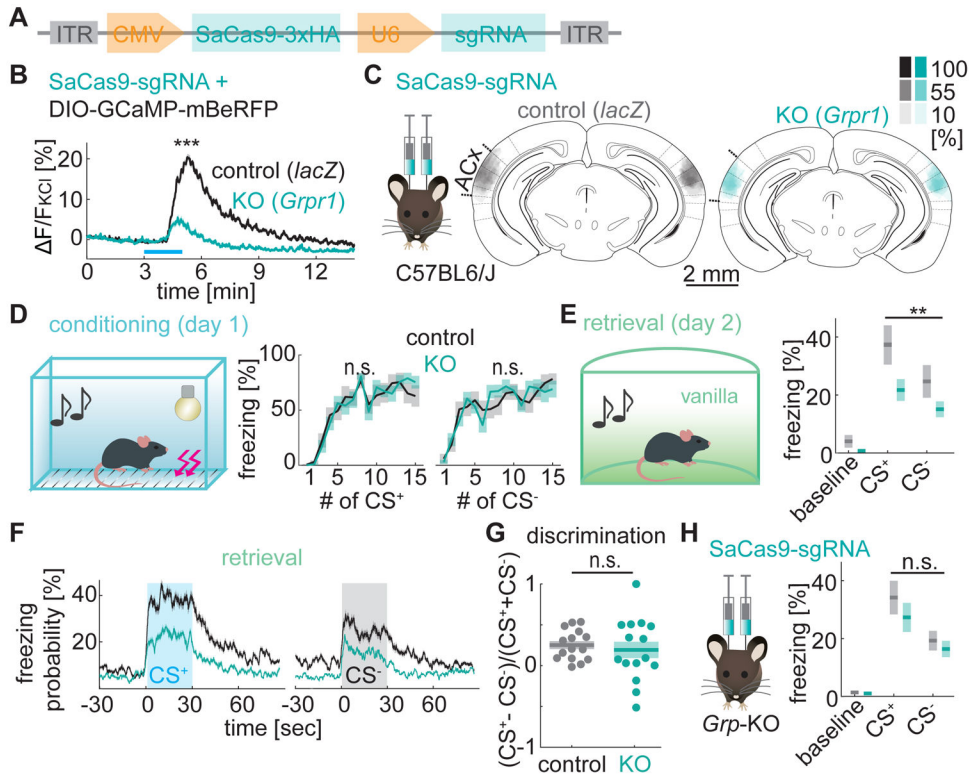 A
ITR CMV SaCas9-3xHA U6 sgRNA ITR
B
SaCas9-sgRNA +
DIO-GCaMP-mBeRFP
ΔF/FKCl [%]
20
10
0
***
control (lacZ)
KO (Grpr1)
0 3 6 9 12
time [min]
C
SaCas9-sgRNA
control (lacZ)
KO (Grpr1)
100
55
10
[%]
ACx
C57BL6/J
2 mm
D
conditioning (day 1)
freezing [%]
100
50
0
n.s.
control
KO
n.s.
1 5 10 15
# of CS+
1 5 10 15
# of CS-
E
retrieval (day 2)
vanilla
freezing [%]
40
20
0
**
baseline
CS+
CS-
F
retrieval
freezing
probability [%]
40
20
CS+
CS-
-30 0 30 60
-30 0 30 60
time [sec]
G
discrimination
n.s.
(CS+- CS-)/(CS++CS-)
1
0
-1
control KO
H
SaCas9-sgRNA
Grp-KO
freezing [%]
40
20
0
n.s.
baseline
CS+
CS-